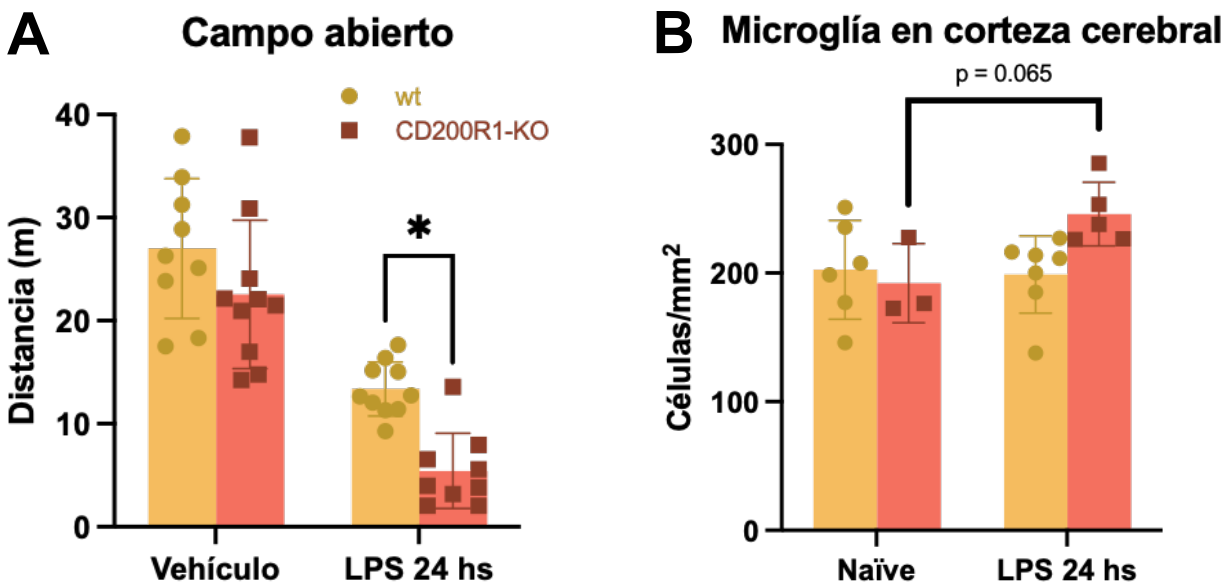 A
Campo abierto
wt
CD200R1-KO
Distancia (m)
40
30
20
10
0
*
Vehículo
LPS 24 hs
B
Microglía en corteza cerebral
p = 0.065
Células/mm²
300
200
100
0
Naïve
LPS 24 hs